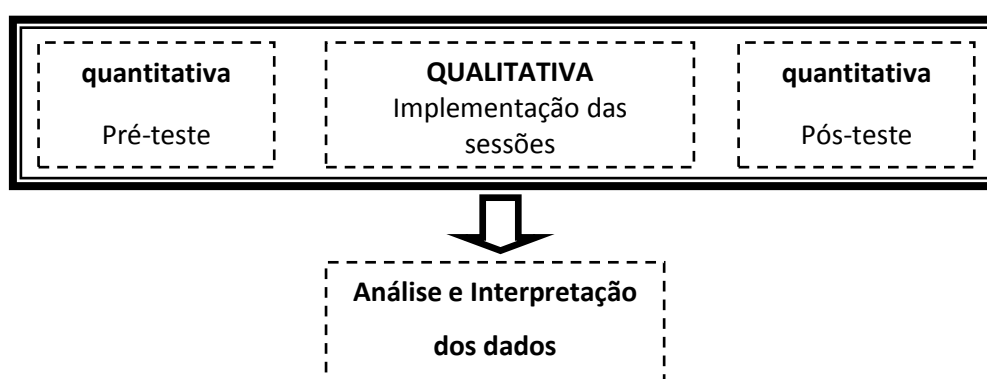 quantitativa
Pré-teste
QUALITATIVA
Implementação das
sessões
quantitativa
Pós-teste
Análise e Interpretação
dos dados